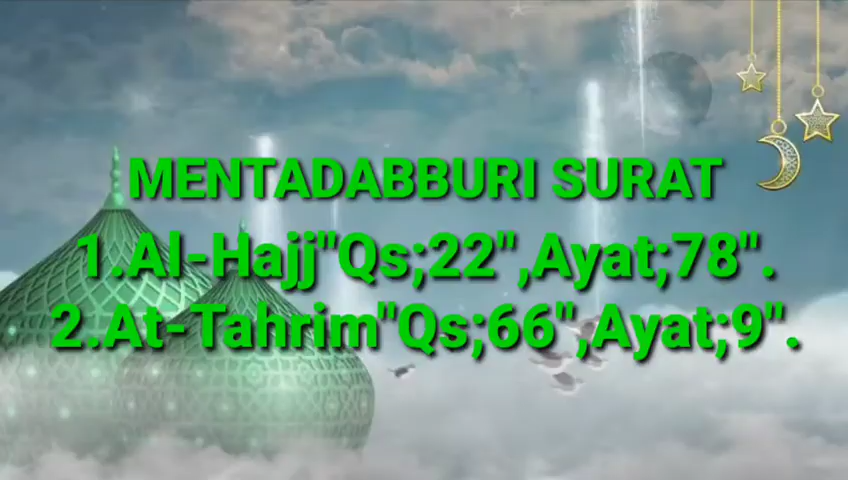 MENTADABBURI SURAT
1.Al-Hajj"Qs;22",Ayat;78".
2.At-Tahrim"Qs;66",Ayat;9".